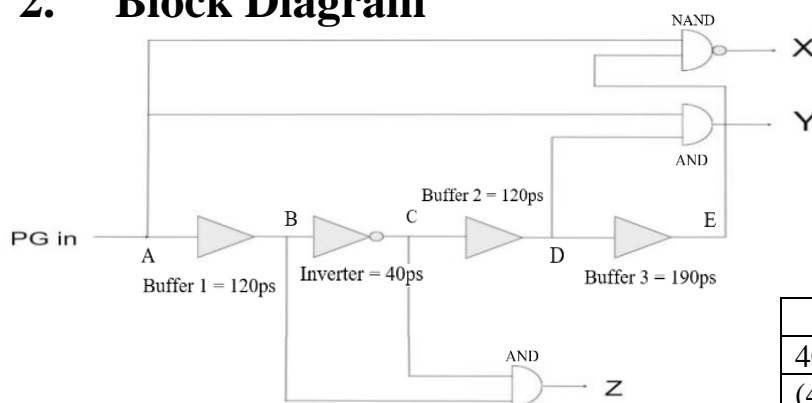 2. Block Diagram
NAND
X
Y
AND
Buffer 2 = 120ps
B
C
E
PG in
A
D
Buffer 1 = 120ps
Inverter = 40ps
Buffer 3 = 190ps
AND
Z
4
(4